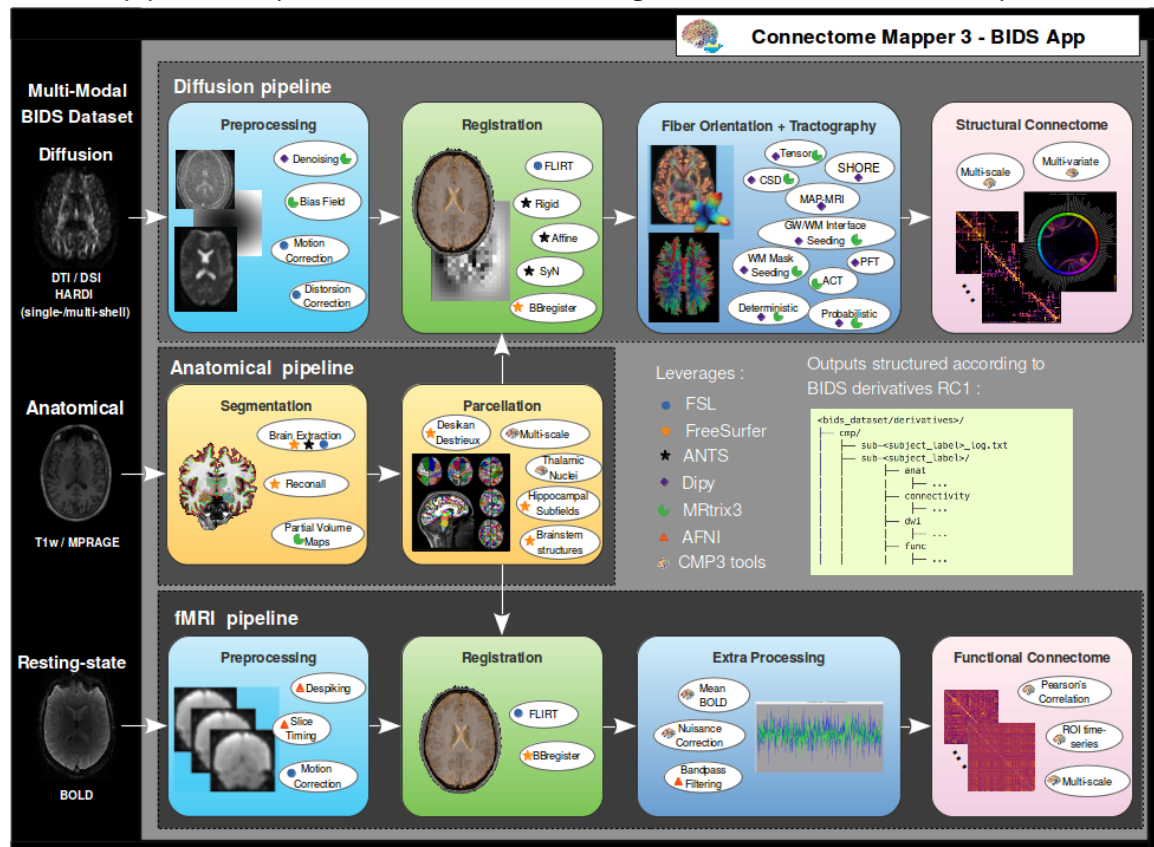 Connectome Mapper 3 - BIDS App
Multi-Modal
BIDS Dataset
Diffusion
DTI / DSI
HARDI
(single-/multi-shell)
Diffusion pipeline
Preprocessing
Denoising
Bias Field
Motion
Correction
Distorsion
Correction
Registration
FLIRT
Rigid
Affine
SyN
BBregister
Fiber Orientation + Tractography
Tensor
CSD
SHORE
MAP-MRI
GW/WM Interface
Seeding
WM Mask
Seeding
PFT
ACT
Deterministic
Probabilistic
Structural Connectome
Multi-scale
Multi-variate
Anatomical
T1w / MPRAGE
Anatomical pipeline
Segmentation
Brain Extraction
Reconall
Partial Volume
Maps
Parcellation
Desikan
Destrieux
Multi-scale
Thalamic
Nuclei
Hippocampal
Subfields
Brainstem
structures
Leverages :
FSL
FreeSurfer
ANTS
Dipy
MRtrix3
AFNI
CMP3 tools
Outputs structured according to
BIDS derivatives RC1 :
<bids_dataset/derivatives>/
├── cmp/
│ ├── sub-<subject_label>_log.txt
│ ├── sub-<subject_label>/
│ │ ├── anat
│ │ │ ├── ...
│ │ ├── connectivity
│ │ │ ├── ...
│ │ ├── dwi
│ │ │ ├── ...
│ │ ├── func
│ │ │ ├── ...
Resting-state
BOLD
fMRI pipeline
Preprocessing
Despiking
Slice
Timing
Motion
Correction
Registration
FLIRT
BBregister
Extra Processing
Mean
BOLD
Nuisance
Correction
Bandpass
Filtering
Functional Connectome
Pearson's
Correlation
ROI time-
series
Multi-scale